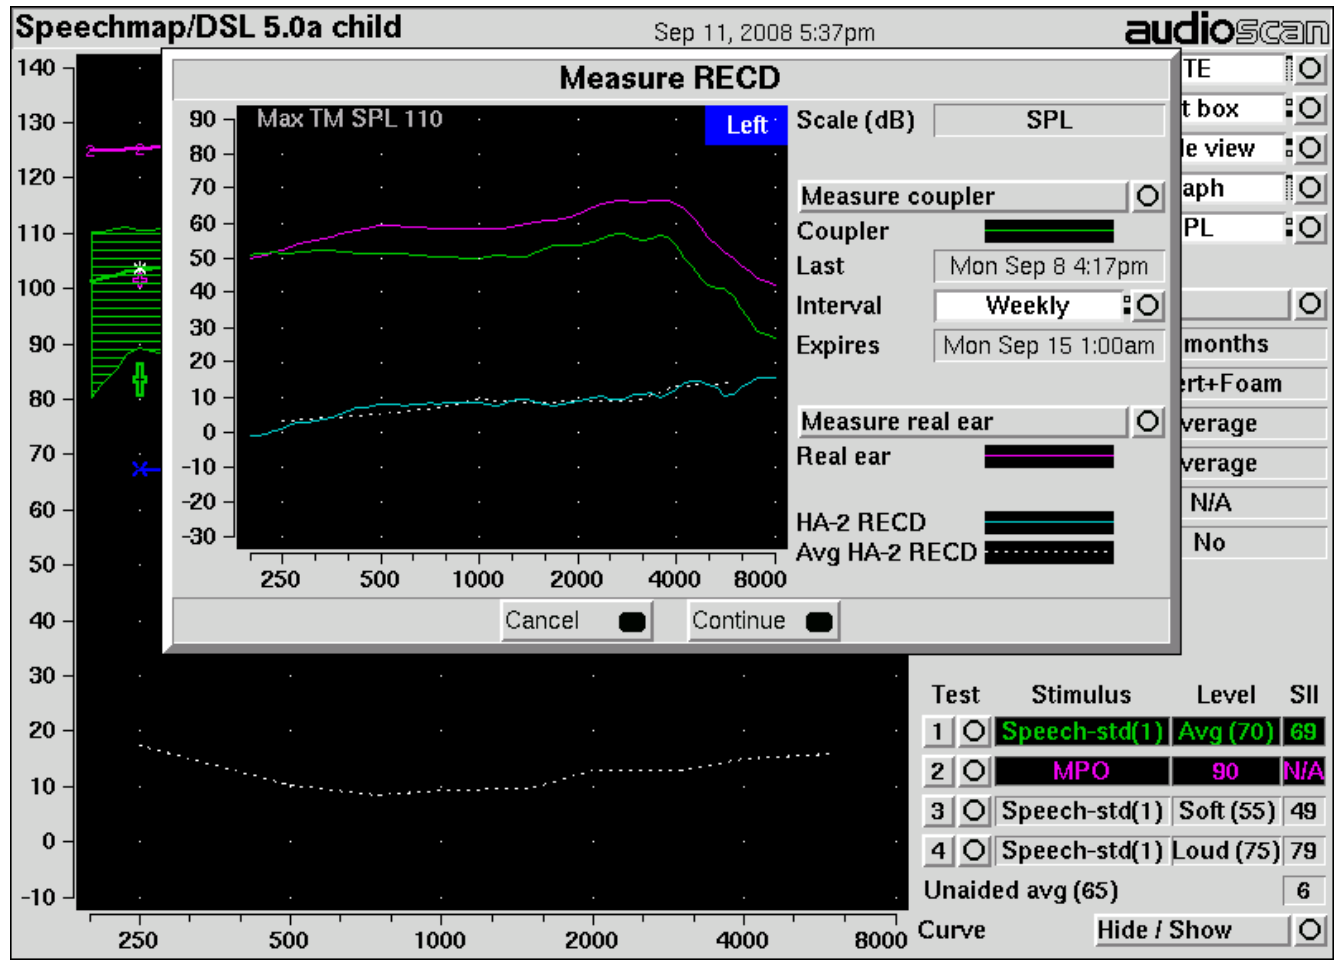 Speechmap/DSL 5.0a child
Sep 11, 2008 5:37pm
audioscan
Measure RECD
Max TM SPL 110
Left
90
80
70
60
50
40
30
20
10
0
-10
-20
-30
250 500 1000 2000 4000 8000
Scale (dB) SPL
Measure coupler
Coupler
Last Mon Sep 8 4:17pm
Interval Weekly
Expires Mon Sep 15 1:00am
Measure real ear
Real ear
HA-2 RECD
Avg HA-2 RECD
Cancel Continue
140
130
120
110
100
90
80
70
60
50
40
30
20
10
0
-10
250 500 1000 2000 4000 8000
2 2
TE
t box
le view
aph
PL
months
ert+Foam
verage
verage
N/A
No
Test Stimulus Level SII
1 Speech-std(1) Avg (70) 69
2 MPO 90 N/A
3 Speech-std(1) Soft (55) 49
4 Speech-std(1) Loud (75) 79
Unaided avg (65) 6
Curve Hide / Show